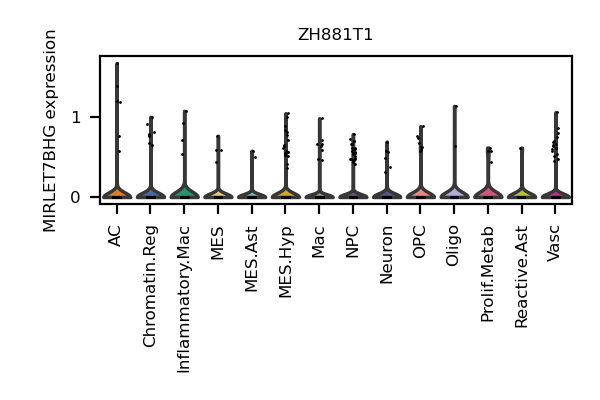 ZH881T1
MIRLET7BHG expression
1
0
AC
Chromatin.Reg
Inflammatory.Mac
MES
MES.Ast
MES.Hyp
Mac
NPC
Neuron
OPC
Oligo
Prolif.Metab
Reactive.Ast
Vasc